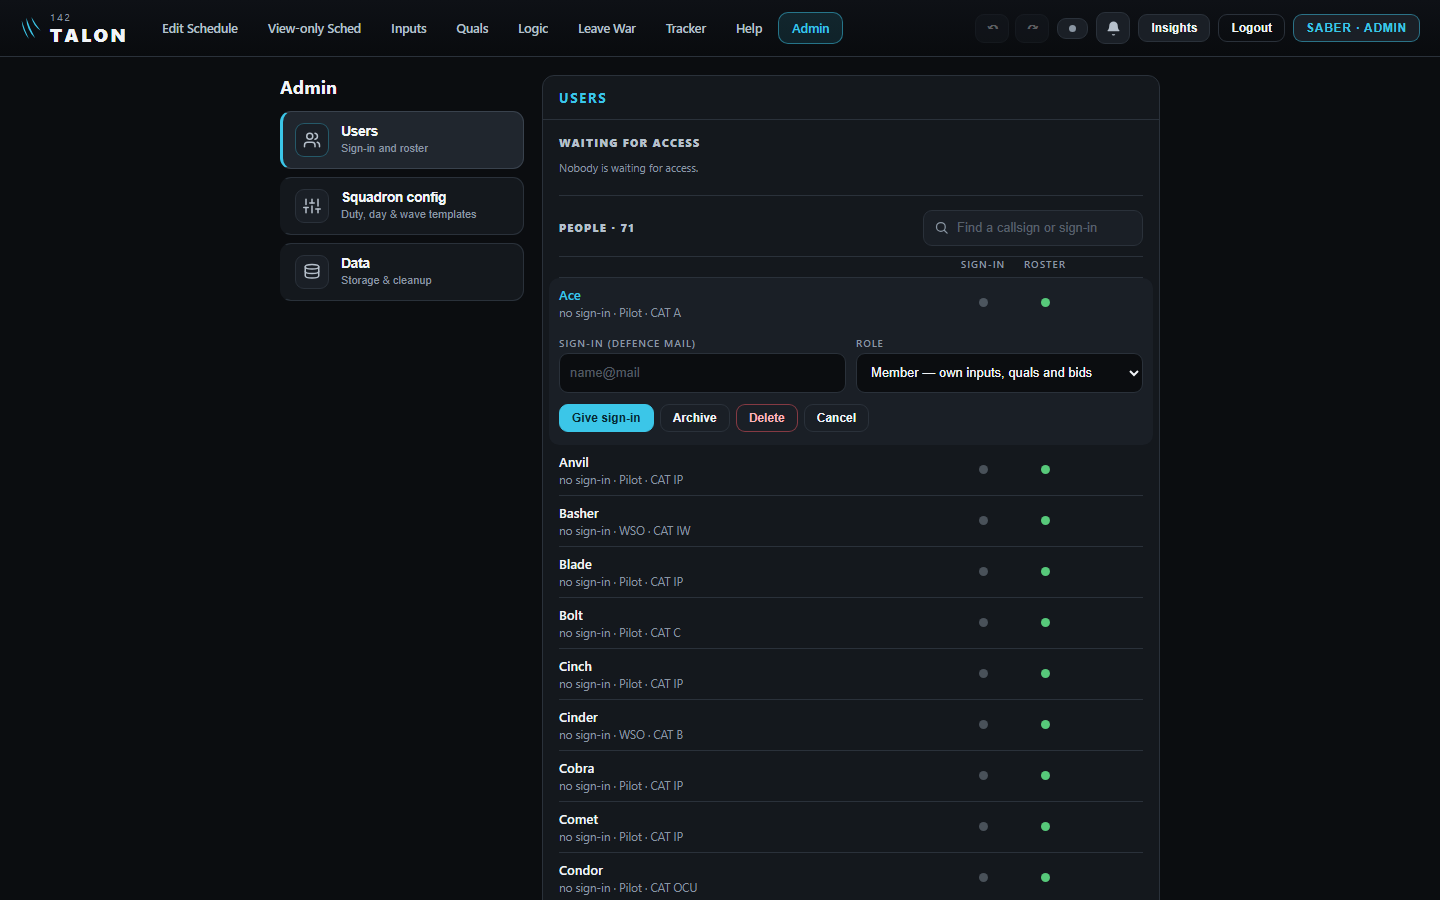 142
TALON
Edit Schedule
View-only Sched
Inputs
Quals
Logic
Leave War
Tracker
Help
Admin
Insights
Logout
SABER · ADMIN
Admin
Users
Sign-in and roster
Squadron config
Duty, day & wave templates
Data
Storage & cleanup
USERS
WAITING FOR ACCESS
Nobody is waiting for access.
PEOPLE · 71
Find a callsign or sign-in
SIGN-IN
ROSTER
Ace
no sign-in · Pilot · CAT A
SIGN-IN (DEFENCE MAIL)
ROLE
name@mail
Member — own inputs, quals and bids
Give sign-in
Archive
Delete
Cancel
Anvil
no sign-in · Pilot · CAT IP
Basher
no sign-in · WSO · CAT IW
Blade
no sign-in · Pilot · CAT IP
Bolt
no sign-in · Pilot · CAT C
Cinch
no sign-in · Pilot · CAT IP
Cinder
no sign-in · WSO · CAT B
Cobra
no sign-in · Pilot · CAT IP
Comet
no sign-in · Pilot · CAT IP
Condor
no sign-in · Pilot · CAT OCU